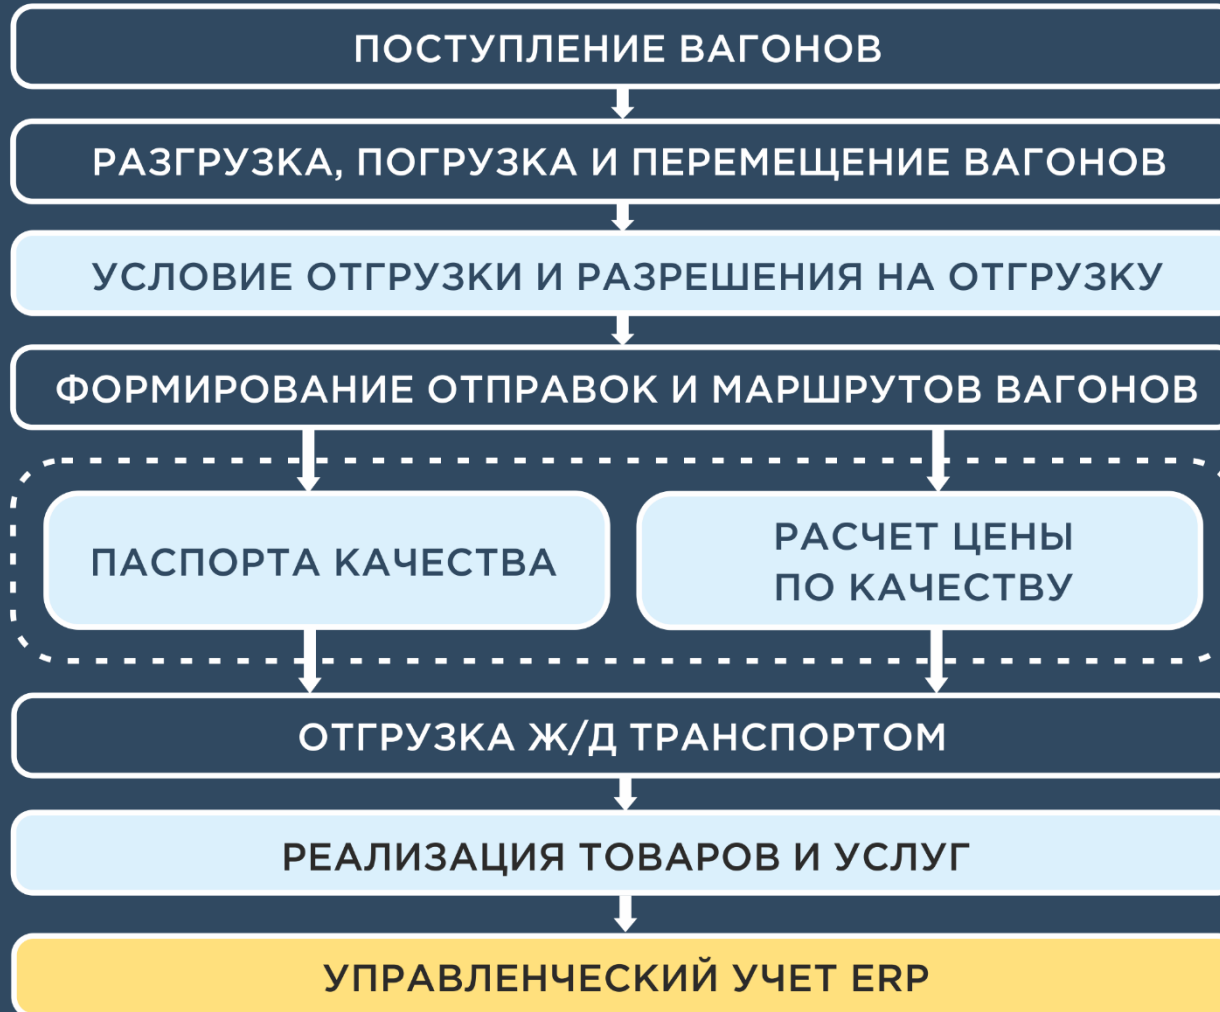 ПОСТУПЛЕНИЕ ВАГОНОВ
РАЗГРУЗКА, ПОГРУЗКА И ПЕРЕМЕЩЕНИЕ ВАГОНОВ
УСЛОВИЕ ОТГРУЗКИ И РАЗРЕШЕНИЯ НА ОТГРУЗКУ
ФОРМИРОВАНИЕ ОТПРАВОК И МАРШРУТОВ ВАГОНОВ
ПАСПОРТА КАЧЕСТВА
РАСЧЕТ ЦЕНЫ
ПО КАЧЕСТВУ
ОТГРУЗКА Ж/Д ТРАНСПОРТОМ
РЕАЛИЗАЦИЯ ТОВАРОВ И УСЛУГ
УПРАВЛЕНЧЕСКИЙ УЧЕТ ERP